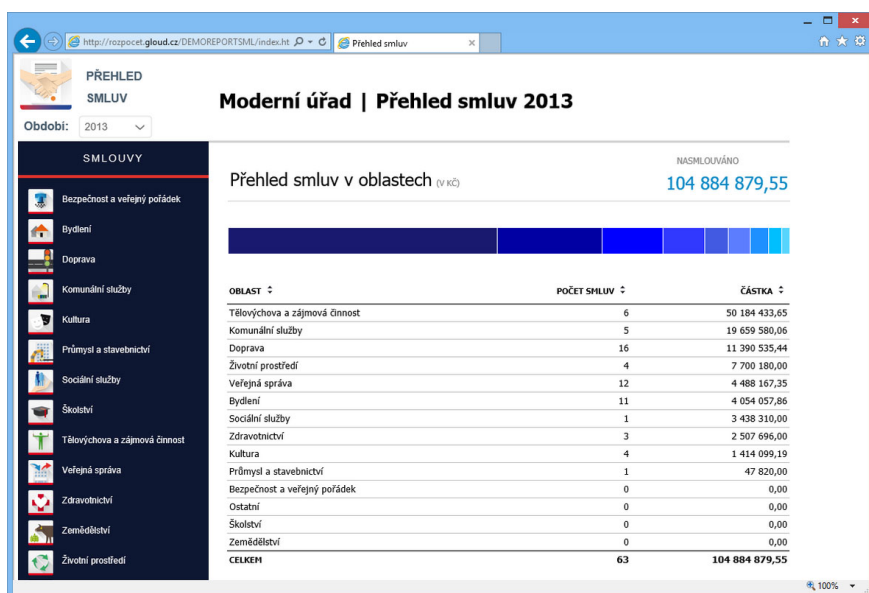 http://rozpocet.gloud.cz/DEMOREPORTSML/index.ht
Přehled smluv
PŘEHLED
SMLUV
Moderní úřad | Přehled smluv 2013
Období: 2013
SMLOUVY
Bezpečnost a veřejný pořádek
Bydlení
Doprava
Komunální služby
Kultura
Průmysl a stavebnictví
Sociální služby
Školství
Tělovýchova a zájmová činnost
Veřejná správa
Zdravotnictví
Zemědělství
Životní prostředí
NASMLOUVÁNO
Přehled smluv v oblastech (V KČ) 104 884 879,55
OBLAST POČET SMLUV ČÁSTKA
Tělovýchova a zájmová činnost 6 50 184 433,65
Komunální služby 5 19 659 580,06
Doprava 16 11 390 535,44
Životní prostředí 4 7 700 180,00
Veřejná správa 12 4 488 167,35
Bydlení 11 4 054 057,86
Sociální služby 1 3 438 310,00
Zdravotnictví 3 2 507 696,00
Kultura 4 1 414 099,19
Průmysl a stavebnictví 1 47 820,00
Bezpečnost a veřejný pořádek 0 0,00
Ostatní 0 0,00
Školství 0 0,00
Zemědělství 0 0,00
CELKEM 63 104 884 879,55
100%